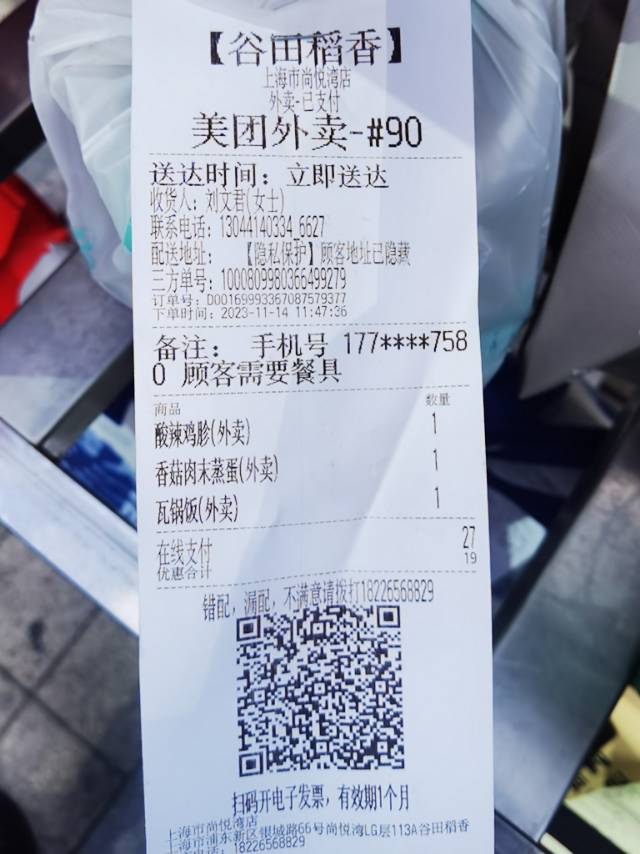 【谷田稻香】
上海市尚悦湾店
外卖-已支付
美团外卖-#90
送达时间：立即送达
收货人：刘文君(女士)
联系电话：13044140334_6627
配送地址：【隐私保护】顾客地址已隐藏
三方单号：1000809980366499279
订单号：D00169993367087579377
下单时间：2023-11-14 11:47:36
备注： 手机号 177****758
0 顾客需要餐具
商品 数量
酸辣鸡胗(外卖) 1
香菇肉末蒸蛋(外卖) 1
瓦锅饭(外卖) 1
在线支付 27
优惠合计 19
错配，漏配，不满意请拨打18226568829
扫码开电子发票，有效期1个月
上海市尚悦湾店
上海市浦东新区银城路66号尚悦湾LG层113A谷田稻香
18226568829